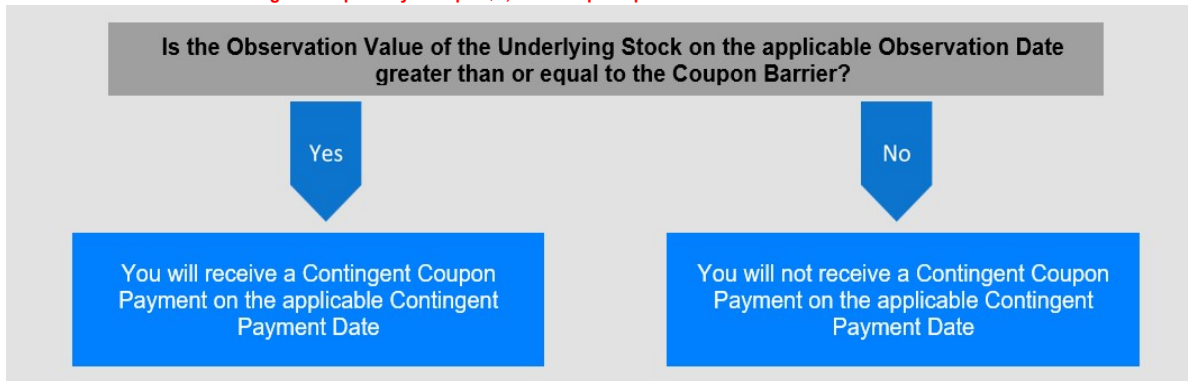 Is the Observation Value of the Underlying Stock on the applicable Observation Date
greater than or equal to the Coupon Barrier?
Yes
No
You will receive a Contingent Coupon
Payment on the applicable Contingent
Payment Date
You will not receive a Contingent Coupon
Payment on the applicable Contingent
Payment Date